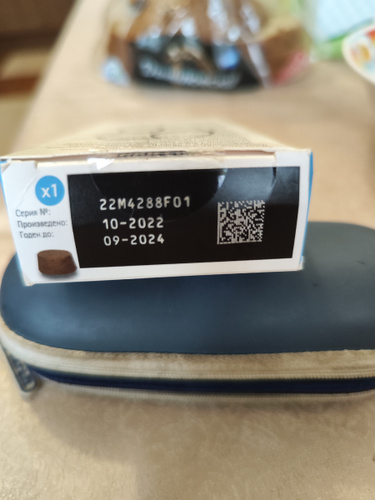 x1
Серия №: 22M4288F01
Произведено: 10-2022
Годен до: 09-2024